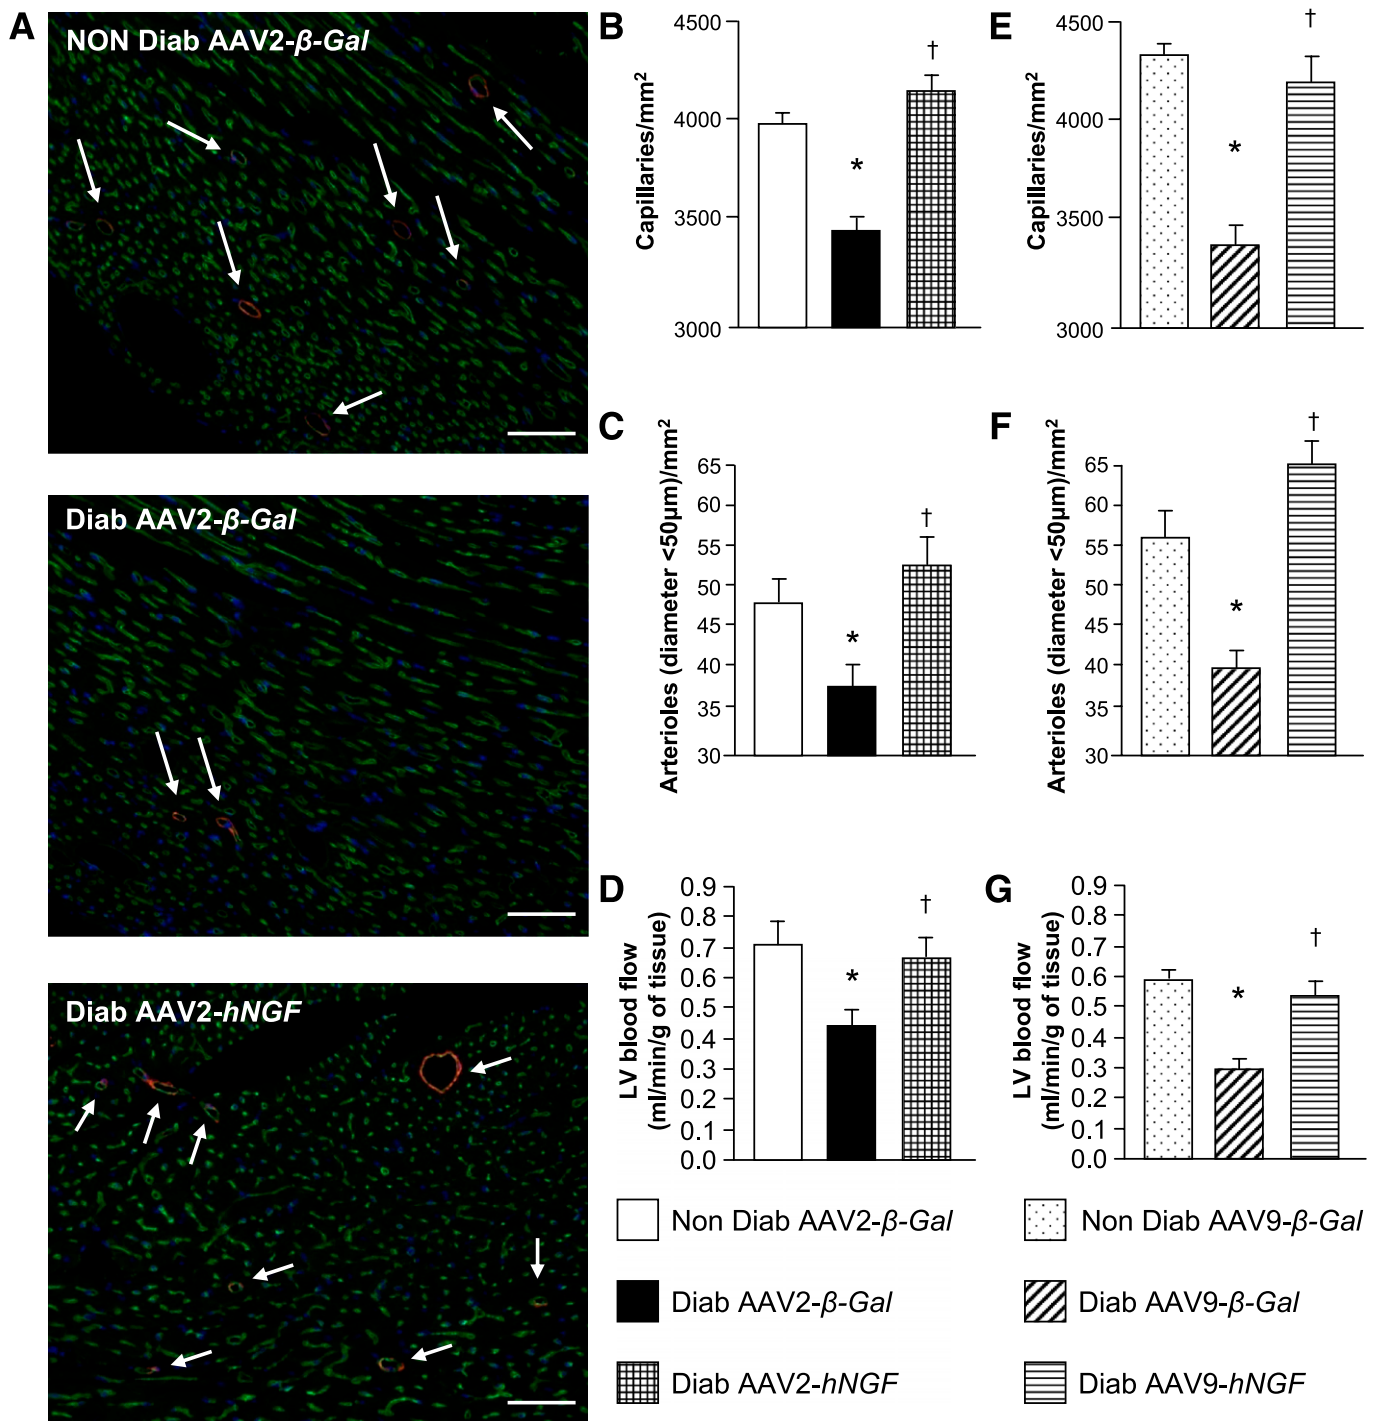 A
NON Diab AAV2-β-Gal
Diab AAV2-β-Gal
Diab AAV2-hNGF
B
Capillaries/mm²
4500
4000
3500
3000
*
†
E
Capillaries/mm²
4500
4000
3500
3000
*
†
C
Arterioles (diameter <50μm)/mm²
65
60
55
50
45
40
35
30
*
†
F
Arterioles (diameter <50μm)/mm²
65
60
55
50
45
40
35
30
*
†
D
LV blood flow
(ml/min/g of tissue)
0.9
0.8
0.7
0.6
0.5
0.4
0.3
0.2
0.1
0.0
*
†
G
LV blood flow
(ml/min/g of tissue)
0.9
0.8
0.7
0.6
0.5
0.4
0.3
0.2
0.1
0.0
*
†
Non Diab AAV2-β-Gal
Diab AAV2-β-Gal
Diab AAV2-hNGF
Non Diab AAV9-β-Gal
Diab AAV9-β-Gal
Diab AAV9-hNGF